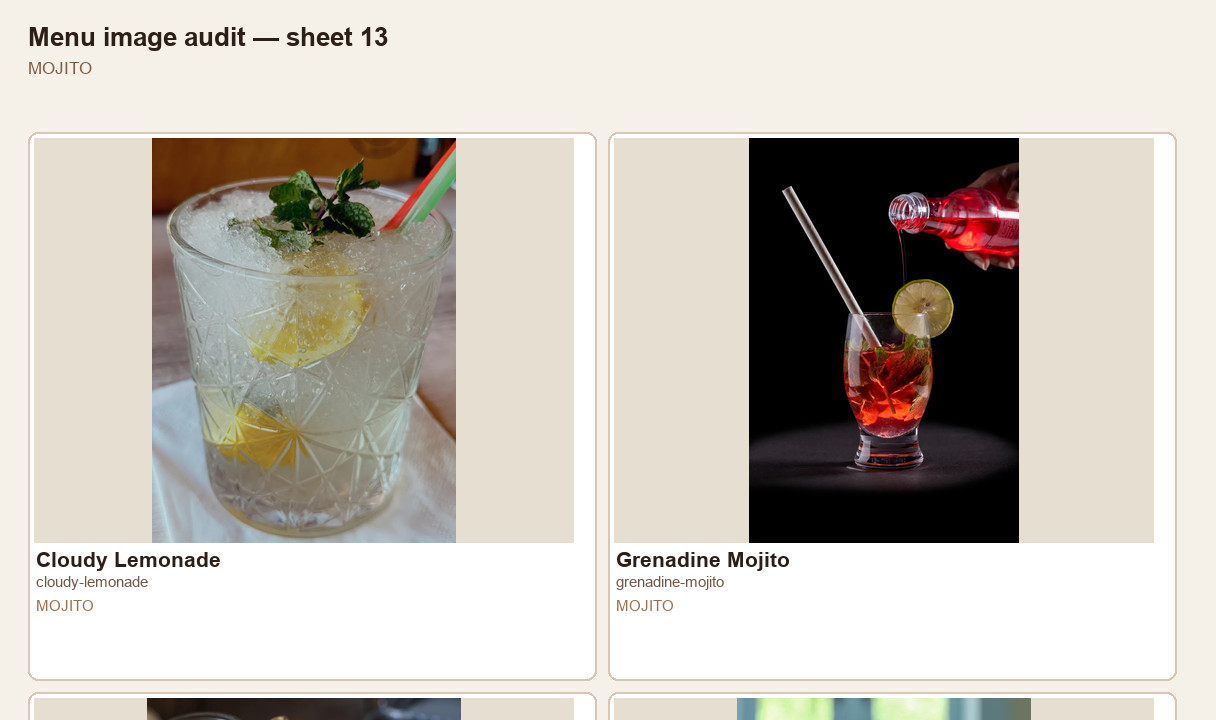 Menu image audit — sheet 13
MOJITO
Cloudy Lemonade
cloudy-lemonade
MOJITO
Grenadine Mojito
grenadine-mojito
MOJITO